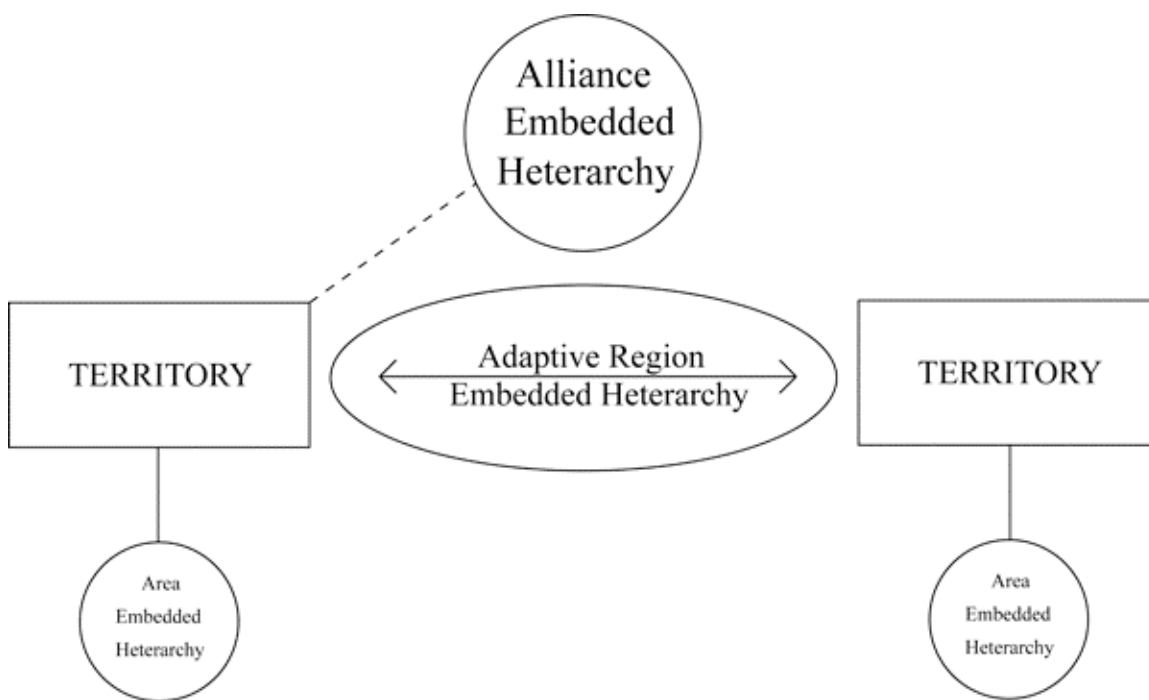 Alliance
Embedded
Heterarchy
TERRITORY
Adaptive Region
Embedded Heterarchy
TERRITORY
Area
Embedded
Heterarchy
Area
Embedded
Heterarchy